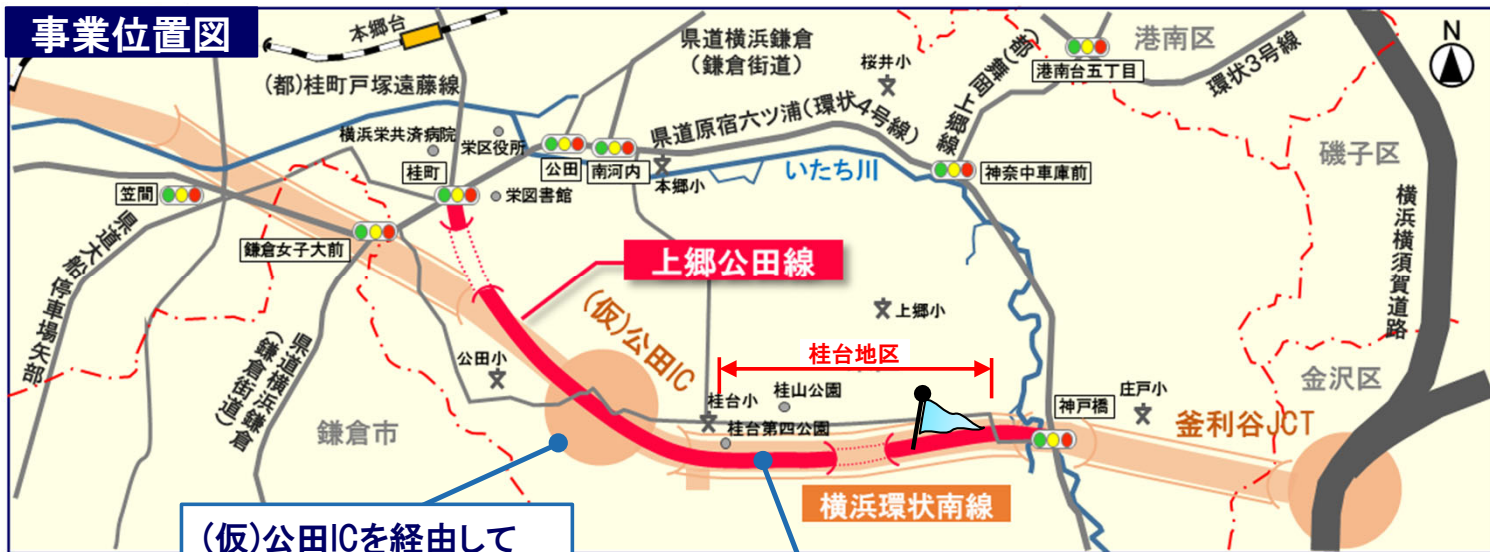 事業位置図
本郷台
N
県道横浜鎌倉
(鎌倉街道)
桜井小
(都)舞岡上郷線
港南区
港南台五丁目
環状3号線
(都)桂町戸塚遠藤線
横浜栄共済病院
栄区役所
公田
南河内
県道原宿六ツ浦(環状4号線)
磯子区
桂町
栄図書館
本郷小
いたち川
神奈中車庫前
笠間
横浜横須賀道路
鎌倉女子大前
県道大船停車場矢部
上郷公田線
(仮)公田IC
上郷小
県道横浜鎌倉
(鎌倉街道)
公田小
桂台地区
金沢区
桂台小
桂山公園
神戸橋
庄戸小
鎌倉市
桂台第四公園
釜利谷JCT
横浜環状南線
(仮)公田ICを経由して